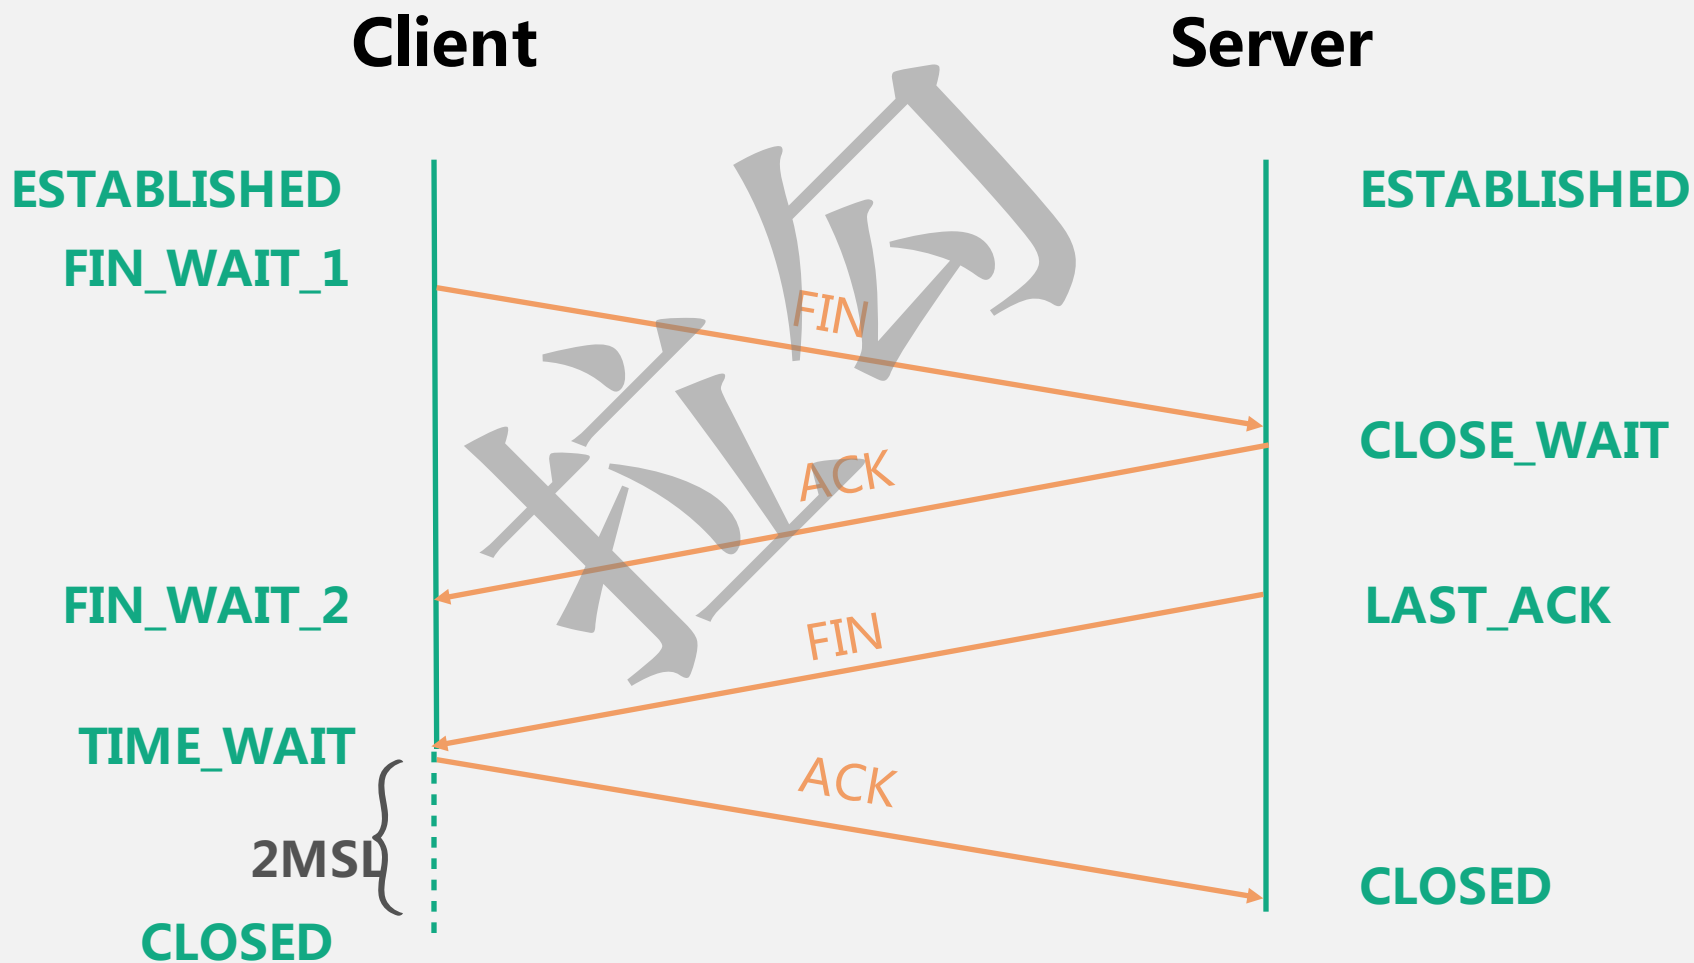 Client
Server
ESTABLISHED
ESTABLISHED
FIN_WAIT_1
FIN
CLOSE_WAIT
ACK
FIN_WAIT_2
LAST_ACK
FIN
TIME_WAIT
ACK
2MSL
CLOSED
CLOSED